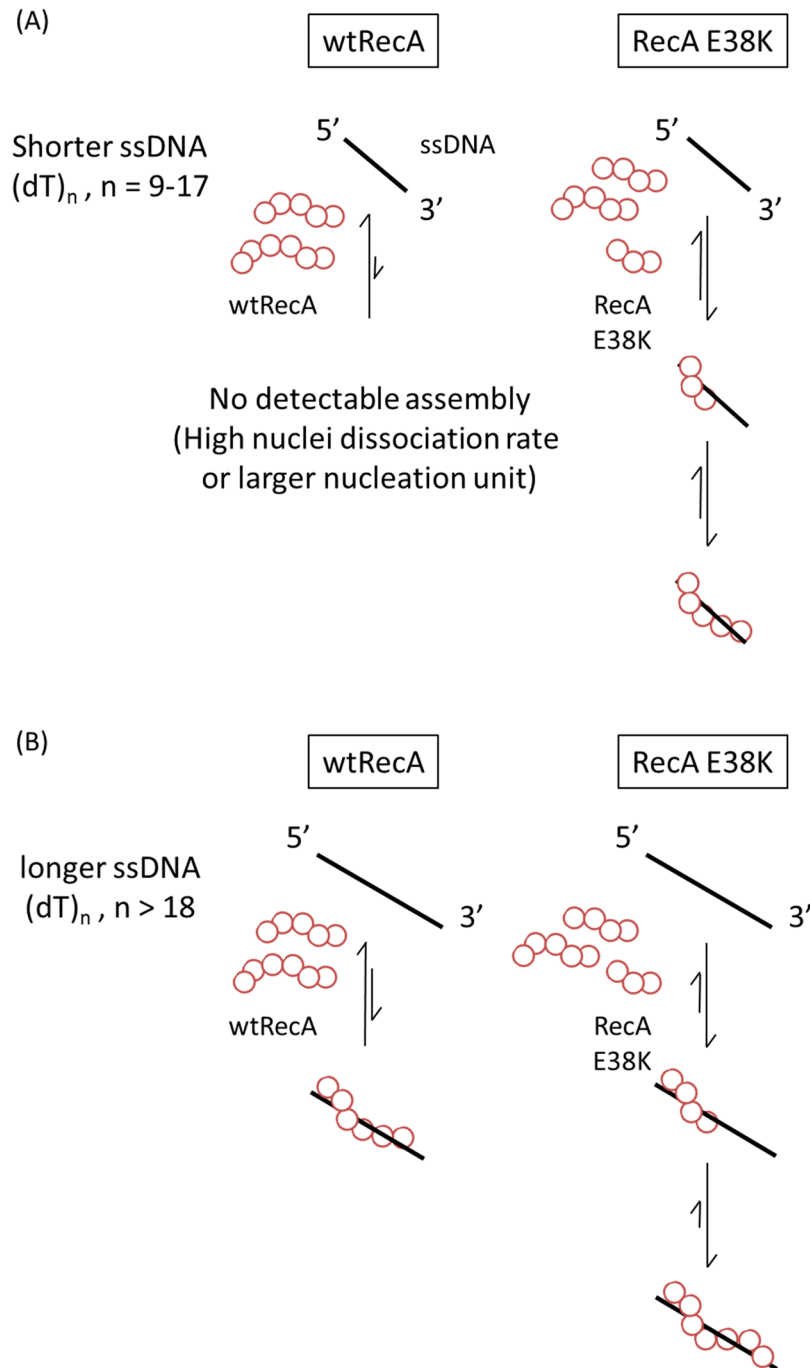 (A)
wtRecA
RecA E38K
Shorter ssDNA
(dT)n , n = 9-17
5’
ssDNA
3’
wtRecA
5’
3’
RecA
E38K
No detectable assembly
(High nuclei dissociation rate
or larger nucleation unit)
(B)
wtRecA
RecA E38K
longer ssDNA
(dT)n , n > 18
5’
3’
wtRecA
5’
3’
RecA
E38K